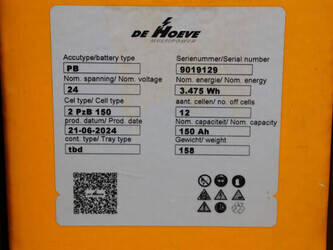 DE HOEVE
MULTIPOWER
Accutype/battery type
PB
Nom. spanning/ Nom. voltage
24
Cel type/ Cell type
2 PzB 150
prod. datum/ Prod. date
21-06-2024
cont. type/ Tray type
tbd
Serienummer/Serial number
9019129
Nom. energie/ Nom. energy
3.475 Wh
aant. cellen/ no. off cells
12
Nom. capaciteit/ Nom. capacity
150 Ah
Gewicht/ weight
158